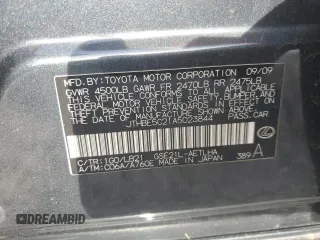 MFD.BY:TOYOTA MOTOR CORPORATION 09/09
GVWR 4500LB GAWR FR 2470LB RR 2475LB
THIS VEHICLE CONFORMS TO ALL APPLICABLE
FEDERAL MOTOR VEHICLE SAFETY, BUMPER, AND
THEFT PREVENTION STANDARDS IN EFFECT ON
THE DATE OF MANUFACTURE SHOWN ABOVE.
JTHBE5C21A5023844
PASS.CAR
C/TR:1G0/LB21 GSE21L-AETLHA
A/TM:C06A/A760E MADE IN JAPAN 389 A